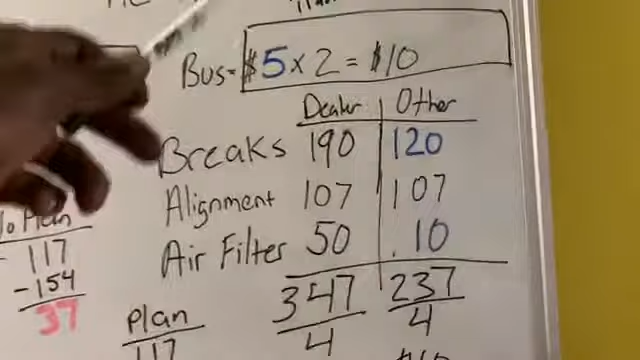 Bus= $5 x 2 = $10
Dealer Other
Breaks 190 120
Alignment 107 107
Air Filter 50 .10
347 237
4 4
Plan
117
-154
37
Plan
117